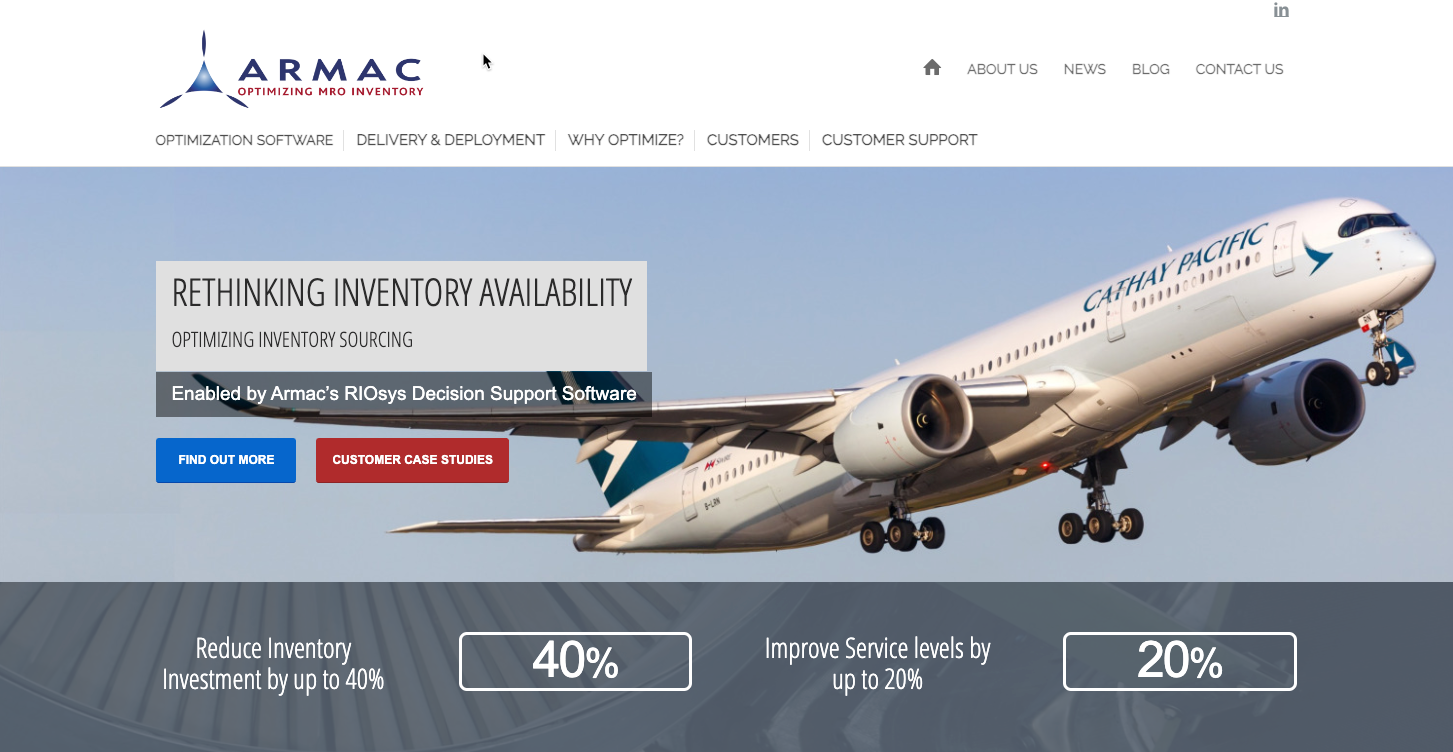 in
ARMAC
OPTIMIZING MRO INVENTORY
ABOUT US
NEWS
BLOG
CONTACT US
OPTIMIZATION SOFTWARE
DELIVERY & DEPLOYMENT
WHY OPTIMIZE?
CUSTOMERS
CUSTOMER SUPPORT
RETHINKING INVENTORY AVAILABILITY
OPTIMIZING INVENTORY SOURCING
Enabled by Armac’s RIOsys Decision Support Software
FIND OUT MORE
CUSTOMER CASE STUDIES
CATHAY PACIFIC
B-LRN
Reduce Inventory
Investment by up to 40%
40%
Improve Service levels by
up to 20%
20%